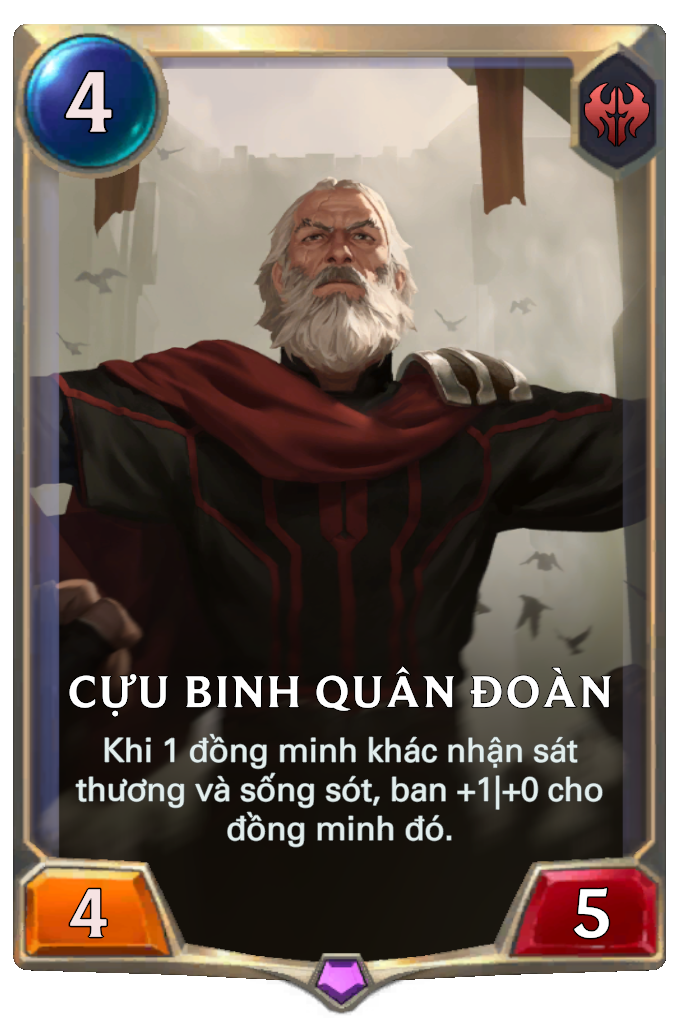 4
CỰU BINH QUÂN ĐOÀN
Khi 1 đồng minh khác nhận sát
thương và sống sót, ban +1|+0 cho
đồng minh đó.
4
5